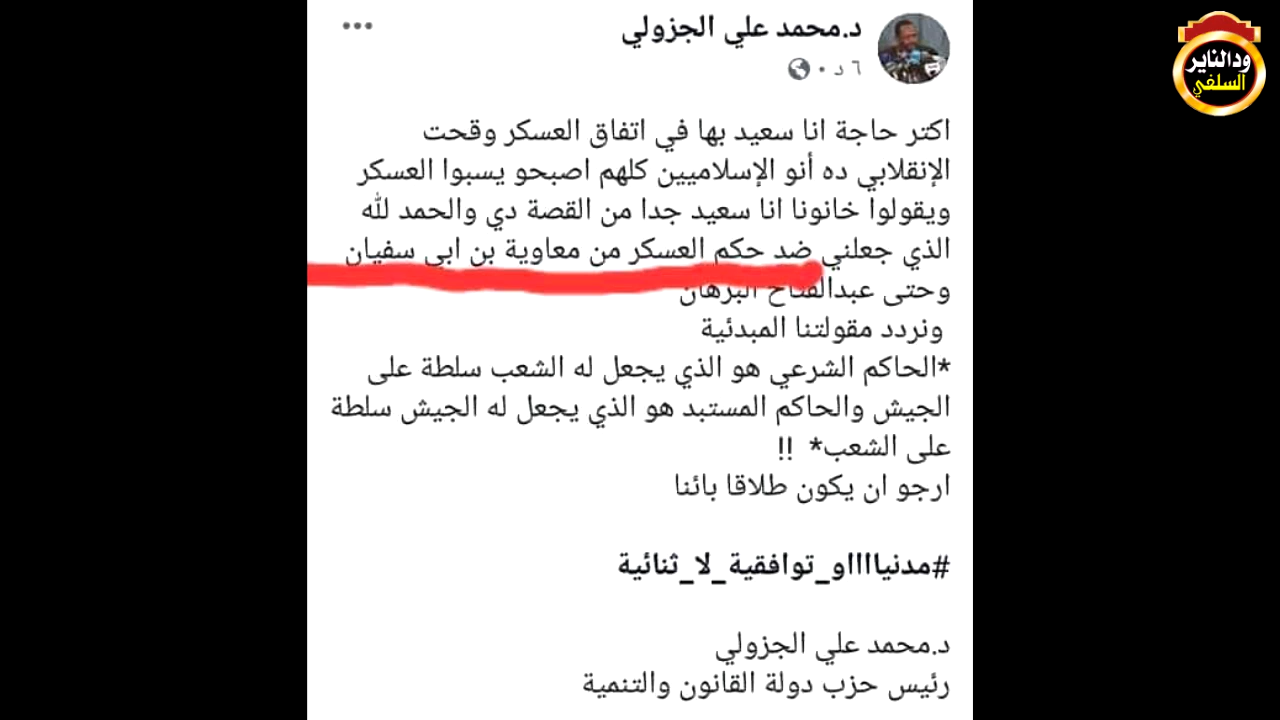 د.محمد علي الجزولي
٦ د
ودالناير
السلفي
اكتر حاجة انا سعيد بها في اتفاق العسكر وقحت
الإنقلابي ده أنو الإسلاميين كلهم اصبحو يسبوا العسكر
ويقولوا خانونا انا سعيد جدا من القصة دي والحمد لله
الذي جعلني ضد حكم العسكر من معاوية بن ابي سفيان
وحتى عبدالفتاح البرهان
ونردد مقولتنا المبدئية
*الحاكم الشرعي هو الذي يجعل له الشعب سلطة على
الجيش والحاكم المستبد هو الذي يجعل له الجيش سلطة
على الشعب* !!
ارجو ان يكون طلاقا بائنا
#مدنيااااو_توافقية_لا_ثنائية
د.محمد علي الجزولي
رئيس حزب دولة القانون والتنمية